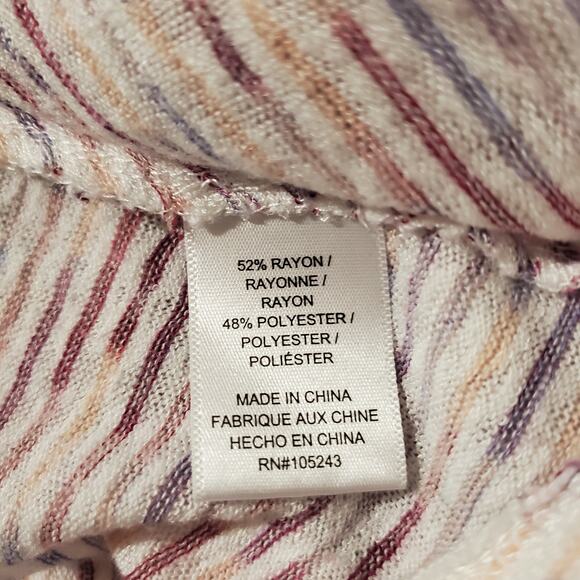 52% RAYON /
RAYONNE /
RAYON
48% POLYESTER /
POLYESTER /
POLIÉSTER
MADE IN CHINA
FABRIQUE AUX CHINE
HECHO EN CHINA
RN#105243